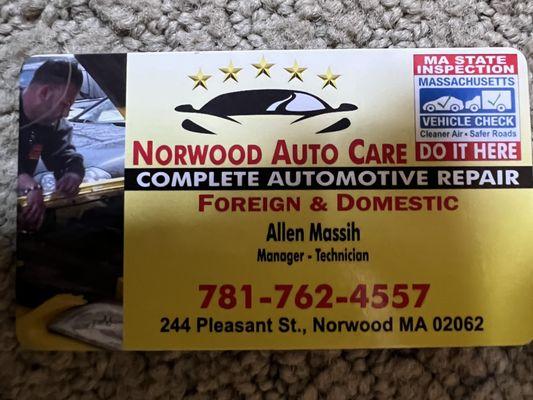 MA STATE
INSPECTION
MASSACHUSETTS
VEHICLE CHECK
Cleaner Air • Safer Roads
DO IT HERE
NORWOOD AUTO CARE
COMPLETE AUTOMOTIVE REPAIR
FOREIGN & DOMESTIC
Allen Massih
Manager - Technician
781-762-4557
244 Pleasant St., Norwood MA 02062